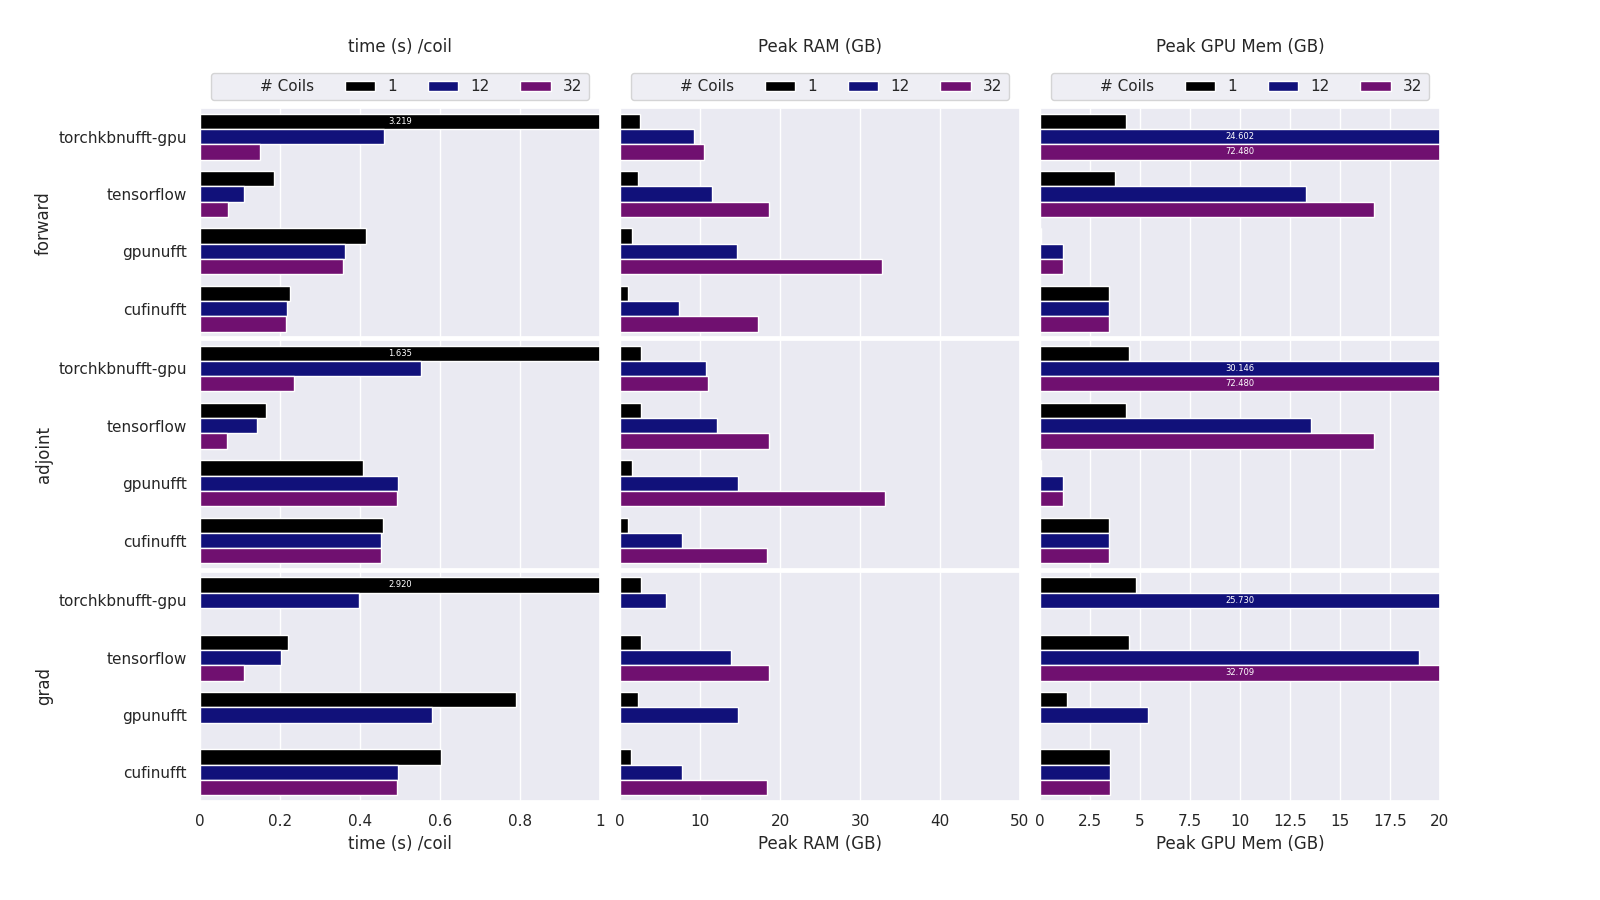 time (s) /coil
Peak RAM (GB)
Peak GPU Mem (GB)
# Coils 1 12 32
# Coils 1 12 32
# Coils 1 12 32
forward
torchkbnufft-gpu
3.219
24.602
72.480
tensorflow
gpunufft
cufinufft
adjoint
torchkbnufft-gpu
1.635
30.146
72.480
tensorflow
gpunufft
cufinufft
grad
torchkbnufft-gpu
2.920
25.730
tensorflow
32.709
gpunufft
cufinufft
0 0.2 0.4 0.6 0.8 1
0 10 20 30 40 50
0 2.5 5 7.5 10 12.5 15 17.5 20
time (s) /coil
Peak RAM (GB)
Peak GPU Mem (GB)